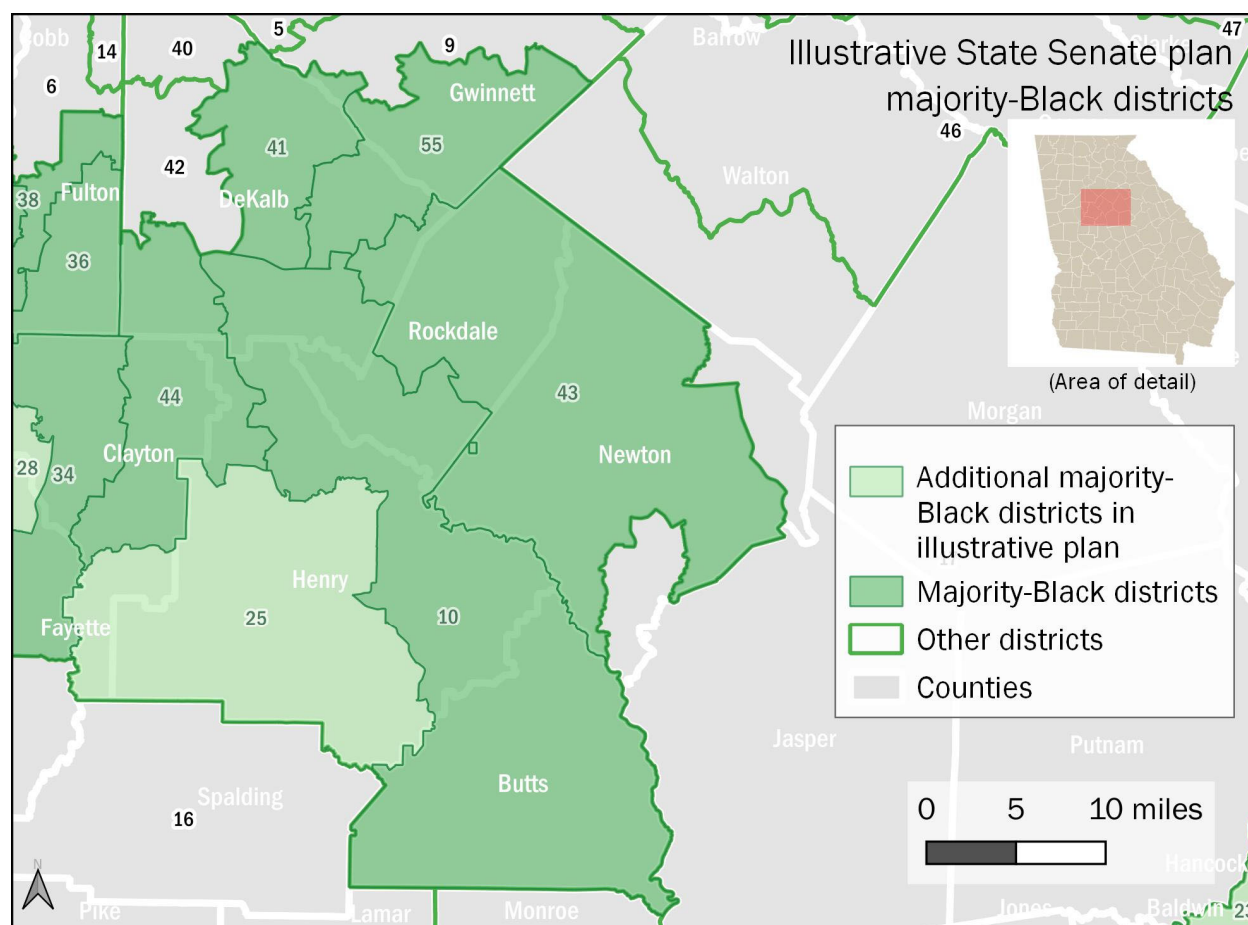 Cobb
14
40
5
9
Barrow
47
Clarke
Illustrative State Senate plan
majority-Black districts
6
Gwinnett
46
42
41
55
Walton
38
Fulton
DeKalb
36
Rockdale
(Area of detail)
43
44
Morgan
Clayton
Newton
28
34
Additional majority-
Black districts in
illustrative plan
17
Henry
Majority-Black districts
25
10
Fayette
Other districts
Counties
Jasper
Putnam
Butts
Spalding
16
0 5 10 miles
N
Hancock
Pike
Lamar
Monroe
Jones
Baldwin
23